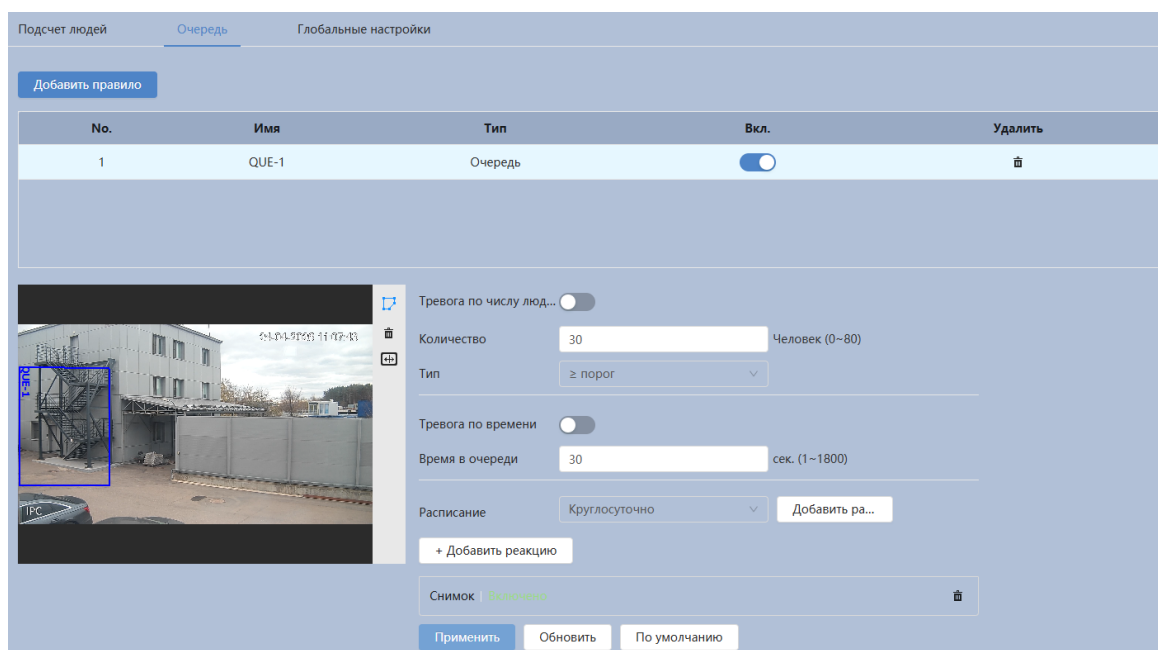 Подсчет людей Очередь Глобальные настройки
Добавить правило
No. Имя Тип Вкл. Удалить
1 QUE-1 Очередь
Тревога по числу люд...
Количество 30 Человек (0~80)
Тип ≥ порог
Тревога по времени
Время в очереди 30 сек. (1~1800)
Расписание Круглосуточно Добавить ра...
+ Добавить реакцию
Снимок
Применить Обновить По умолчанию
QUE-1
IPC